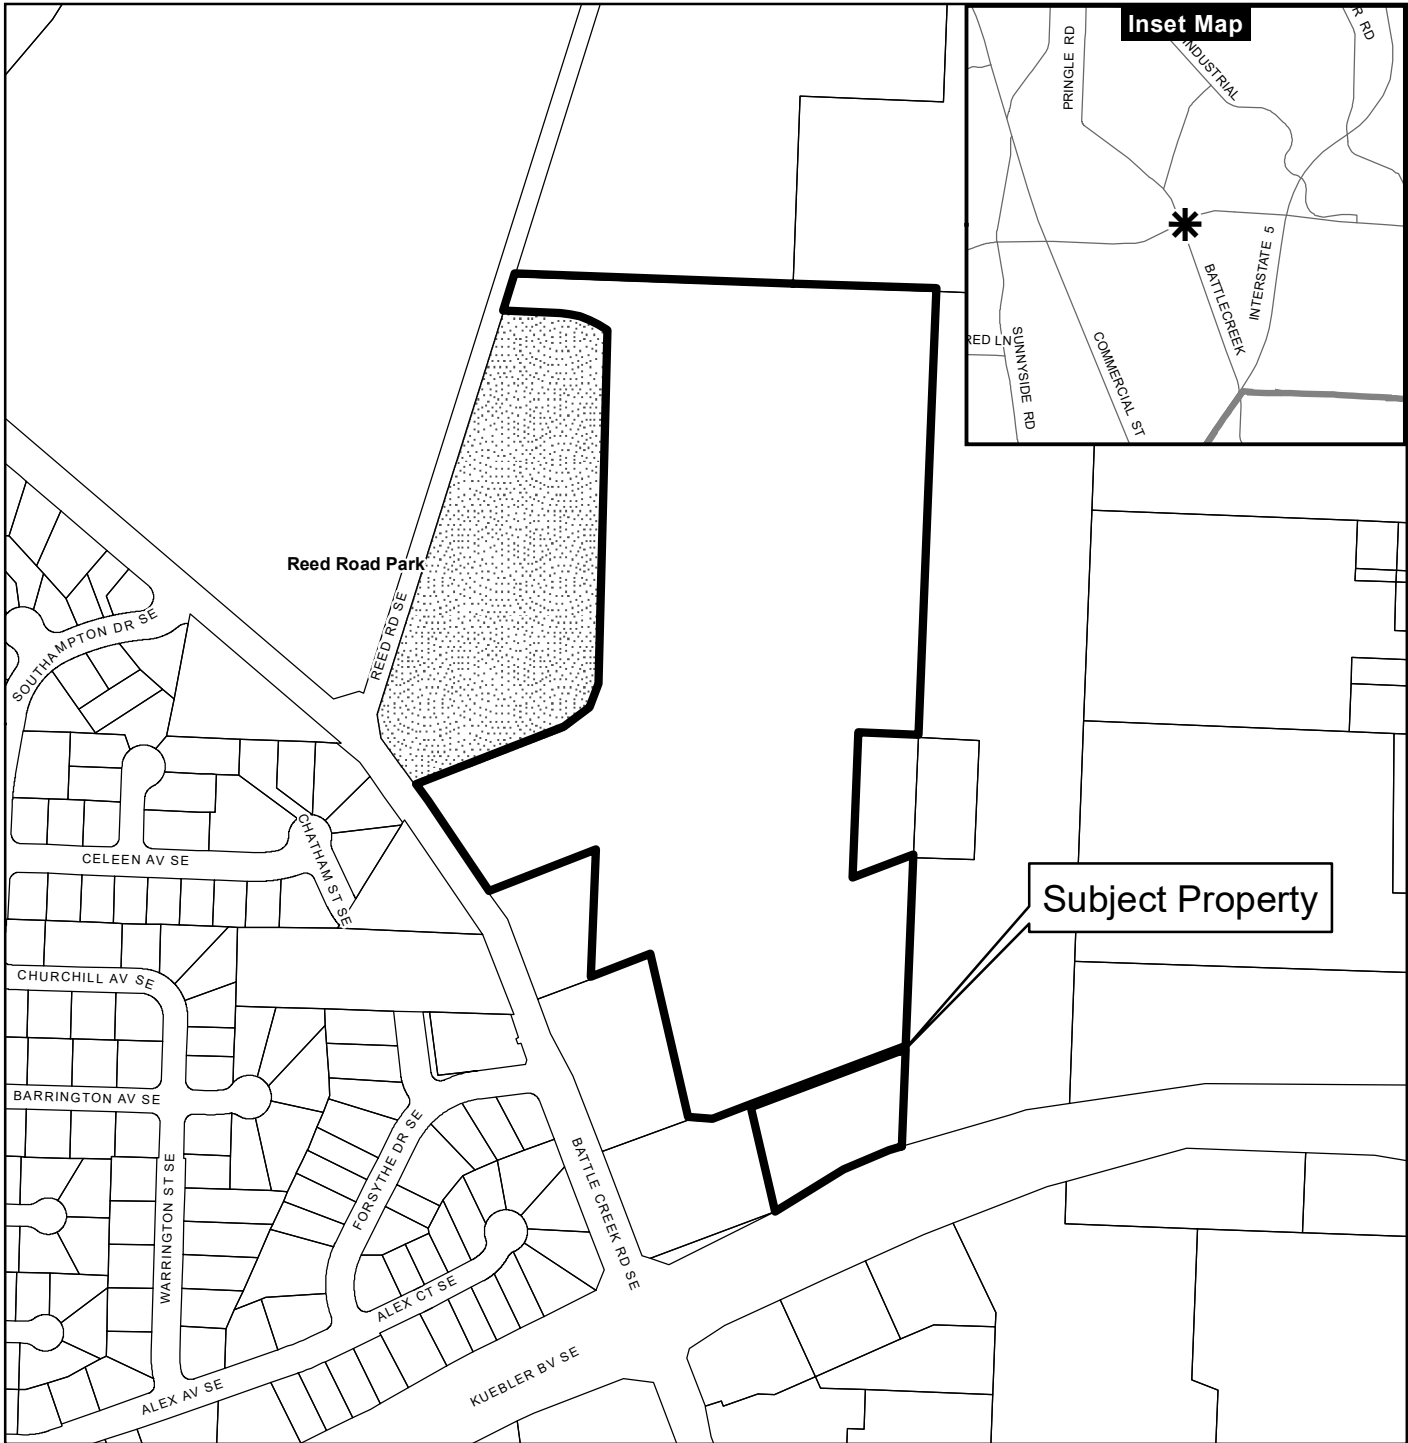 Inset Map
PRINGLE RD
INDUSTRIAL
R RD
INTERSTATE 5
BATTLECREEK
RED LN
SUNNYSIDE RD
COMMERCIAL ST
Reed Road Park
REED RD SE
SOUTHAMPTON DR SE
CHATHAM ST SE
CELEEN AV SE
Subject Property
CHURCHILL AV SE
BARRINGTON AV SE
FORSYTHE DR SE
BATTLE CREEK RD SE
WARRINGTON ST SE
ALEX CT SE
KUEBLER BV SE
ALEX AV SE